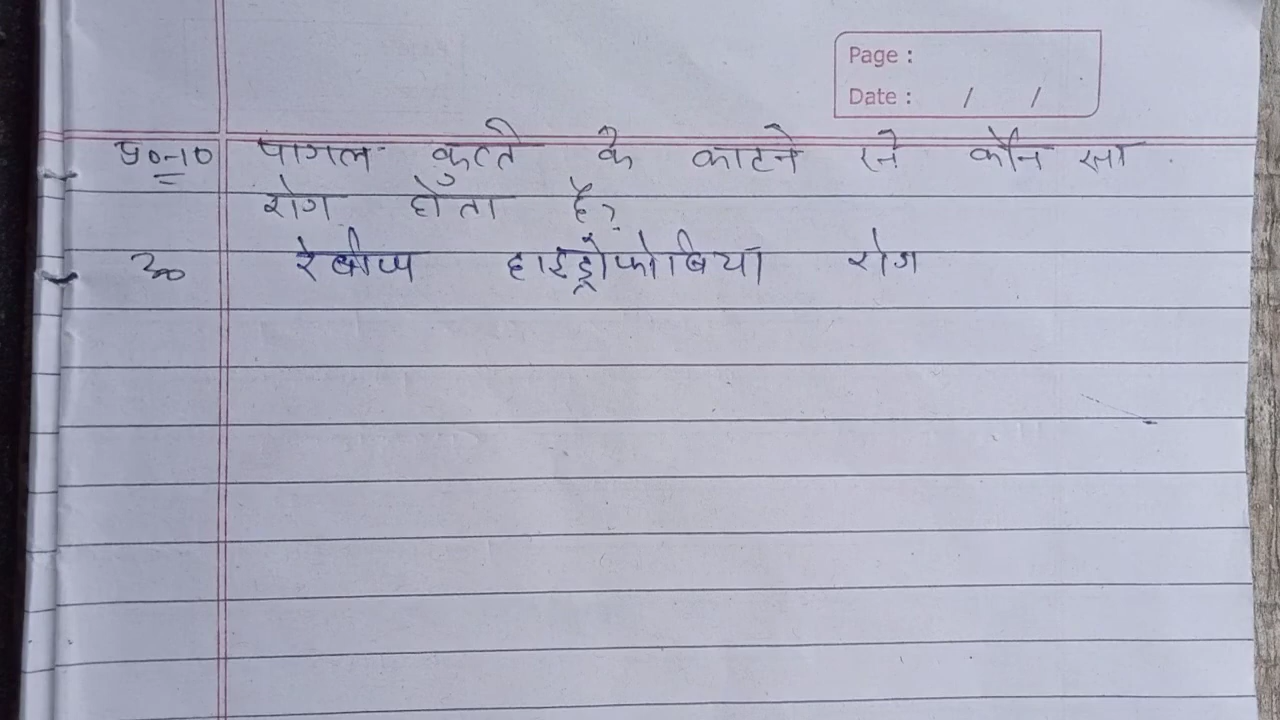 Page :
Date : / /
प्र०-10 पागल कुत्ते के काटने से कौन सा
रोग होता है?
उ० रेबीज हाइड्रोफोबिया रोग